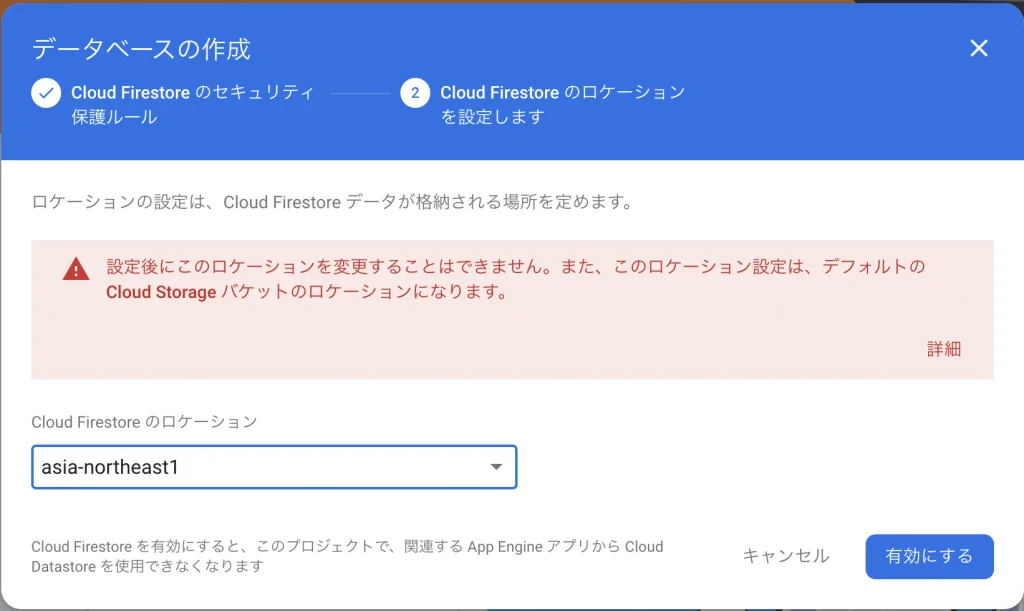 データベースの作成
Cloud Firestore のセキュリティ
保護ルール
2
Cloud Firestore のロケーション
を設定します
ロケーションの設定は、Cloud Firestore データが格納される場所を定めます。
設定後にこのロケーションを変更することはできません。また、このロケーション設定は、デフォルトの
Cloud Storage バケットのロケーションになります。
詳細
Cloud Firestore のロケーション
asia-northeast1
Cloud Firestore を有効にすると、このプロジェクトで、関連する App Engine アプリから Cloud
Datastore を使用できなくなります
キャンセル
有効にする